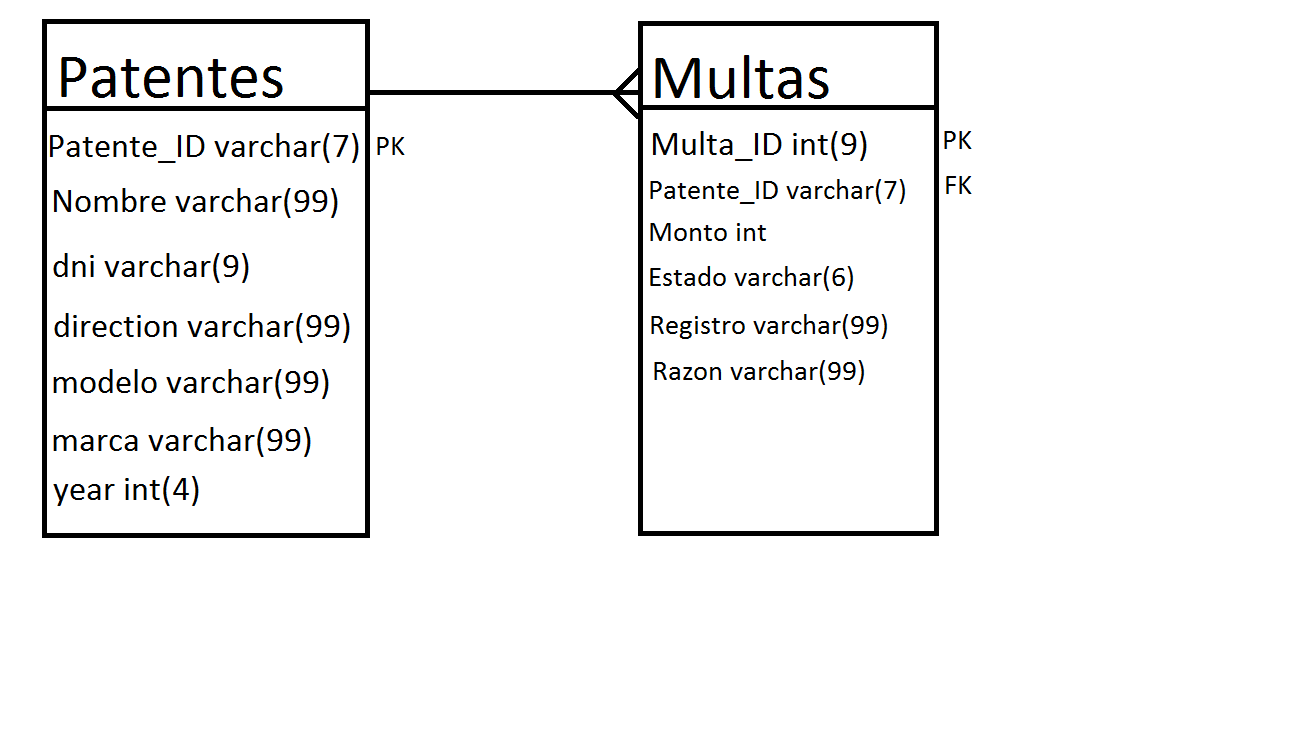 Patentes
Patente_ID varchar(7) PK
Nombre varchar(99)
dni varchar(9)
direction varchar(99)
modelo varchar(99)
marca varchar(99)
year int(4)
Multas
Multa_ID int(9) PK
Patente_ID varchar(7) FK
Monto int
Estado varchar(6)
Registro varchar(99)
Razon varchar(99)